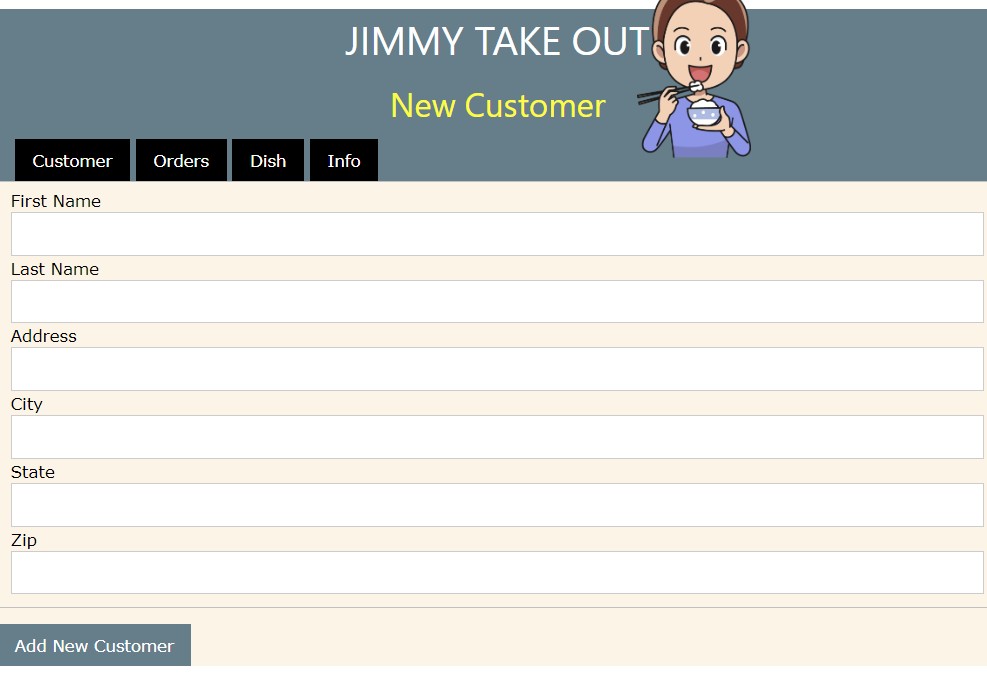 JIMMY TAKE OUT
New Customer
Customer Orders Dish Info
First Name
Last Name
Address
City
State
Zip
Add New Customer